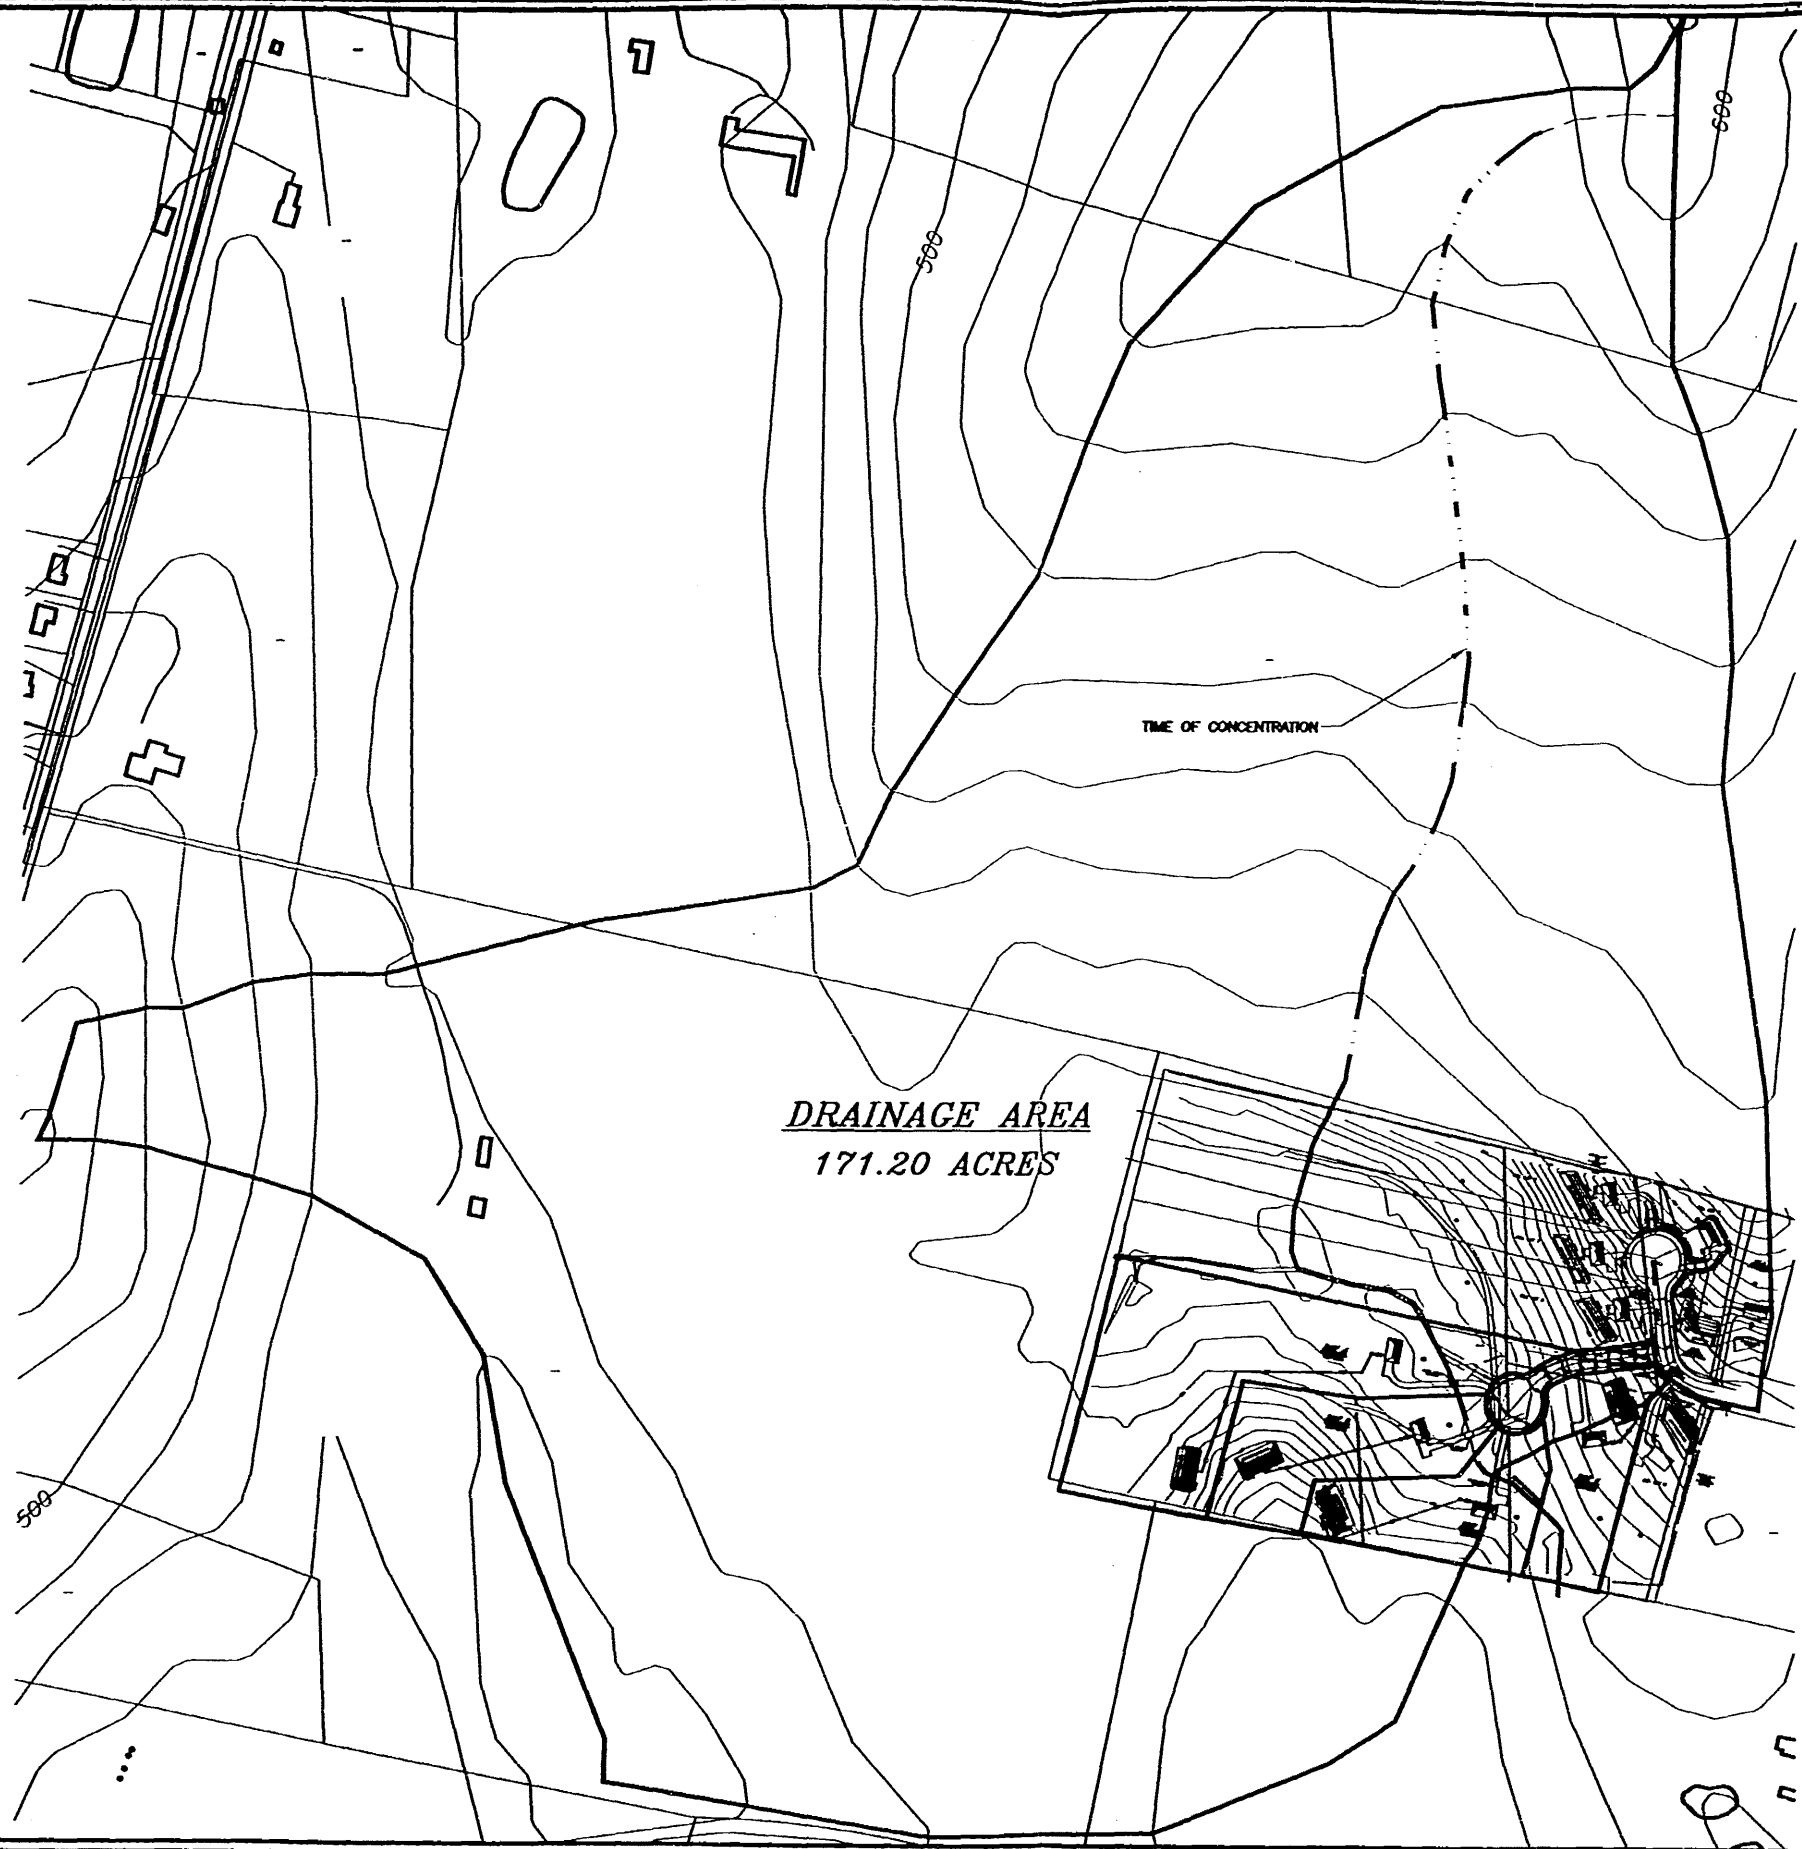 600
500
TIME OF CONCENTRATION
DRAINAGE AREA
171.20 ACRES
500